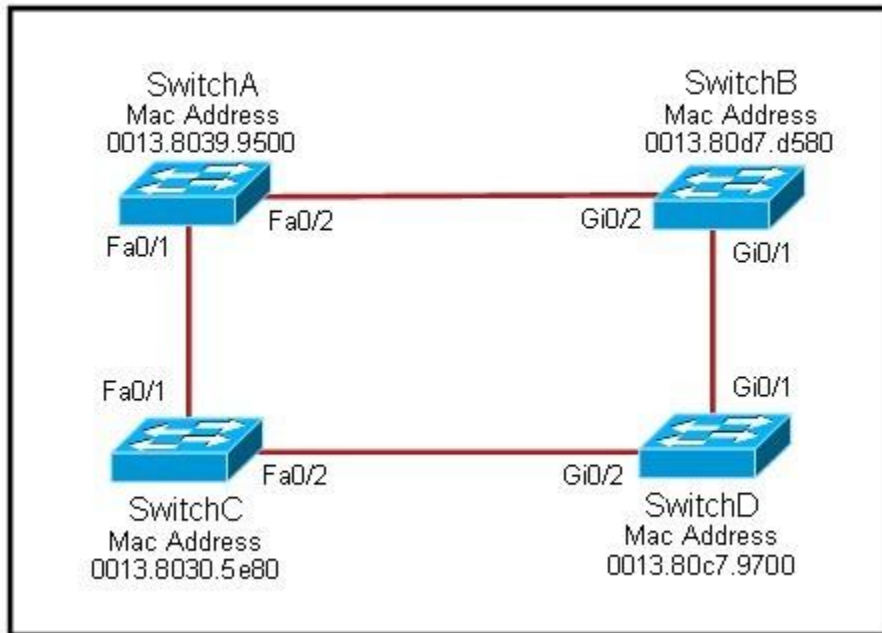 SwitchA
Mac Address
0013.8039.9500
SwitchB
Mac Address
0013.80d7.d580
Fa0/2
Gi0/2
Fa0/1
Gi0/1
Fa0/1
Gi0/1
Fa0/2
Gi0/2
SwitchC
Mac Address
0013.8030.5e80
SwitchD
Mac Address
0013.80c7.9700